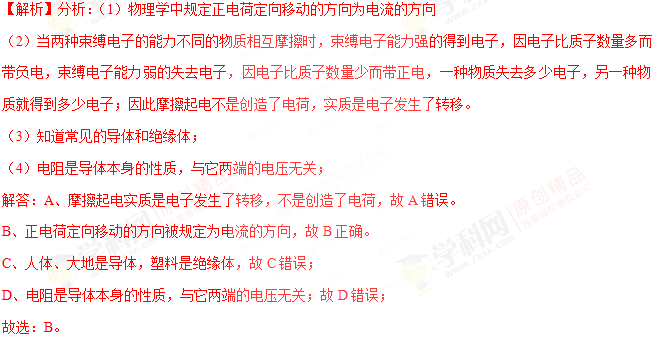 【解析】分析：（1）物理学中规定正电荷定向移动的方向为电流的方向
（2）当两种束缚电子的能力不同的物质相互摩擦时，束缚电子能力强的得到电子，因电子比质子数量多而
带负电，束缚电子能力弱的失去电子，因电子比质子数量少而带正电，一种物质失去多少电子，另一种物
质就得到多少电子；因此摩擦起电不是创造了电荷，实质是电子发生了转移。
（3）知道常见的导体和绝缘体；
（4）电阻是导体本身的性质，与它两端的电压无关；
解答：A、摩擦起电实质是电子发生了转移，不是创造了电荷，故 A 错误。
B、正电荷定向移动的方向被规定为电流的方向，故 B 正确。
C、人体、大地是导体，塑料是绝缘体，故 C 错误；
D、电阻是导体本身的性质，与它两端的电压无关；故 D 错误；
故选：B。
学科网 原创精品